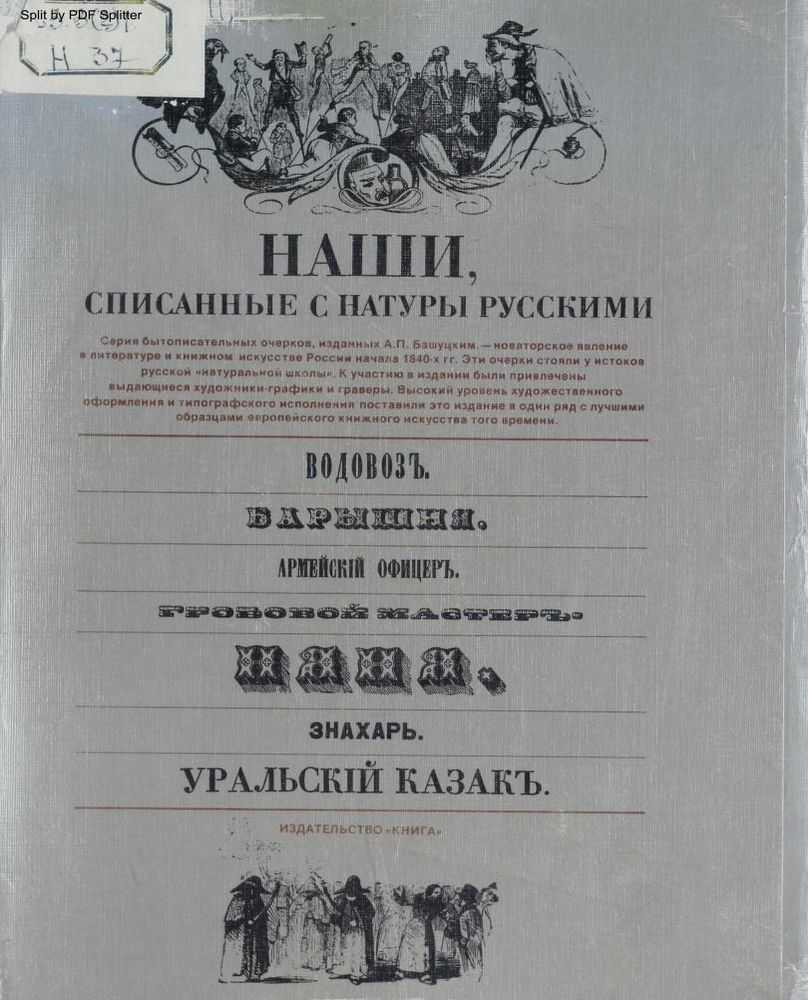 Split by PDF Splitter
Н 37
НАШИ,
СПИСАННЫЕ С НАТУРЫ РУССКИМИ
Серия бытописательных очерков, изданных А.П. Башуцким, — новаторское явление
в литературе и книжном искусстве России начала 1840-х гг. Эти очерки стояли у истоков
русской «натуральной школы». К участию в издании были привлечены
выдающиеся художники-графики и граверы. Высокий уровень художественного
оформления и типографского исполнения поставили это издание в один ряд с лучшими
образцами европейского книжного искусства того времени.
ВОДОВОЗЪ.
БАРЫШНЯ.
АРМЕЙСКІЙ ОФИЦЕРЪ.
ГРОБОВОЙ МАСТЕРЪ.
НЯНЯ.
ЗНАХАРЬ.
УРАЛЬСКІЙ КАЗАКЪ.
ИЗДАТЕЛЬСТВО «КНИГА»